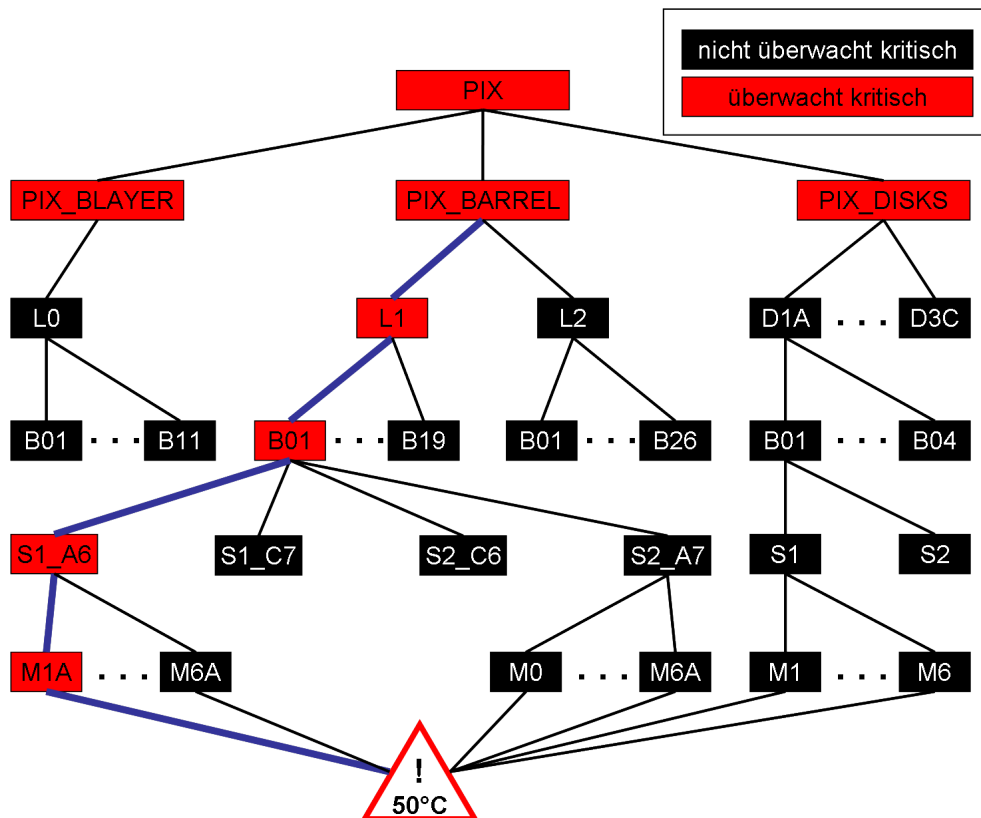 nicht überwacht kritisch
überwacht kritisch
PIX
PIX_BLAYER
PIX_BARREL
PIX_DISKS
L0
L1
L2
D1A . . . D3C
B01 . . . B11
B01 . . . B19
B01 . . . B26
B01 . . . B04
S1_A6
S1_C7
S2_C6
S2_A7
S1
S2
M1A . . . M6A
M0 . . . M6A
M1 . . . M6
!
50°C